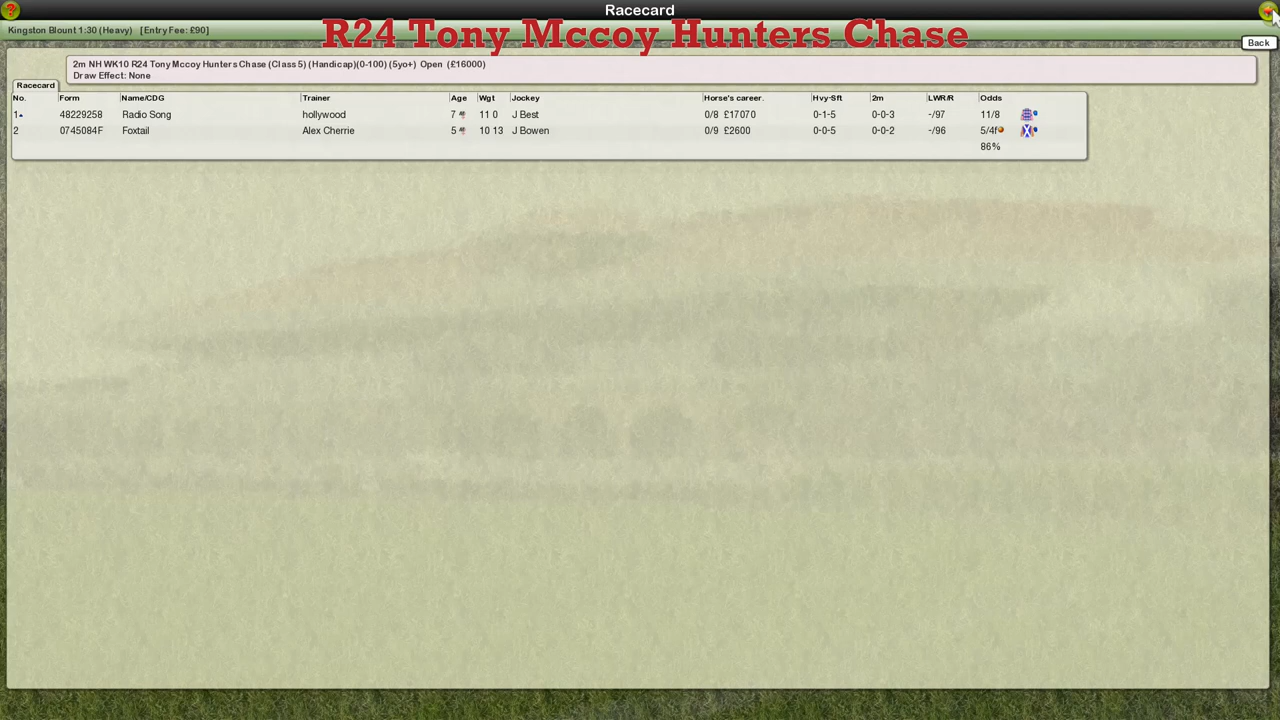 Racecard
R24 Tony Mccoy Hunters Chase
Kingston Blount 1:30 (Heavy) [Entry Fee: £90]
Back
2m NH WK10 R24 Tony Mccoy Hunters Chase (Class 5) (Handicap)(0-100) (5yo+) Open (£16000)
Draw Effect: None
Racecard
No. Form Name/CDG Trainer Age Wgt Jockey Horse's career. Hvy-Sft 2m LWR/R Odds
1 48229258 Radio Song hollywood 7 11 0 J Best 0/8 £17070 0-1-5 0-0-3 -/97 11/8
2 0745084F Foxtail Alex Cherrie 5 10 13 J Bowen 0/9 £2600 0-0-5 0-0-2 -/96 5/4f
86%